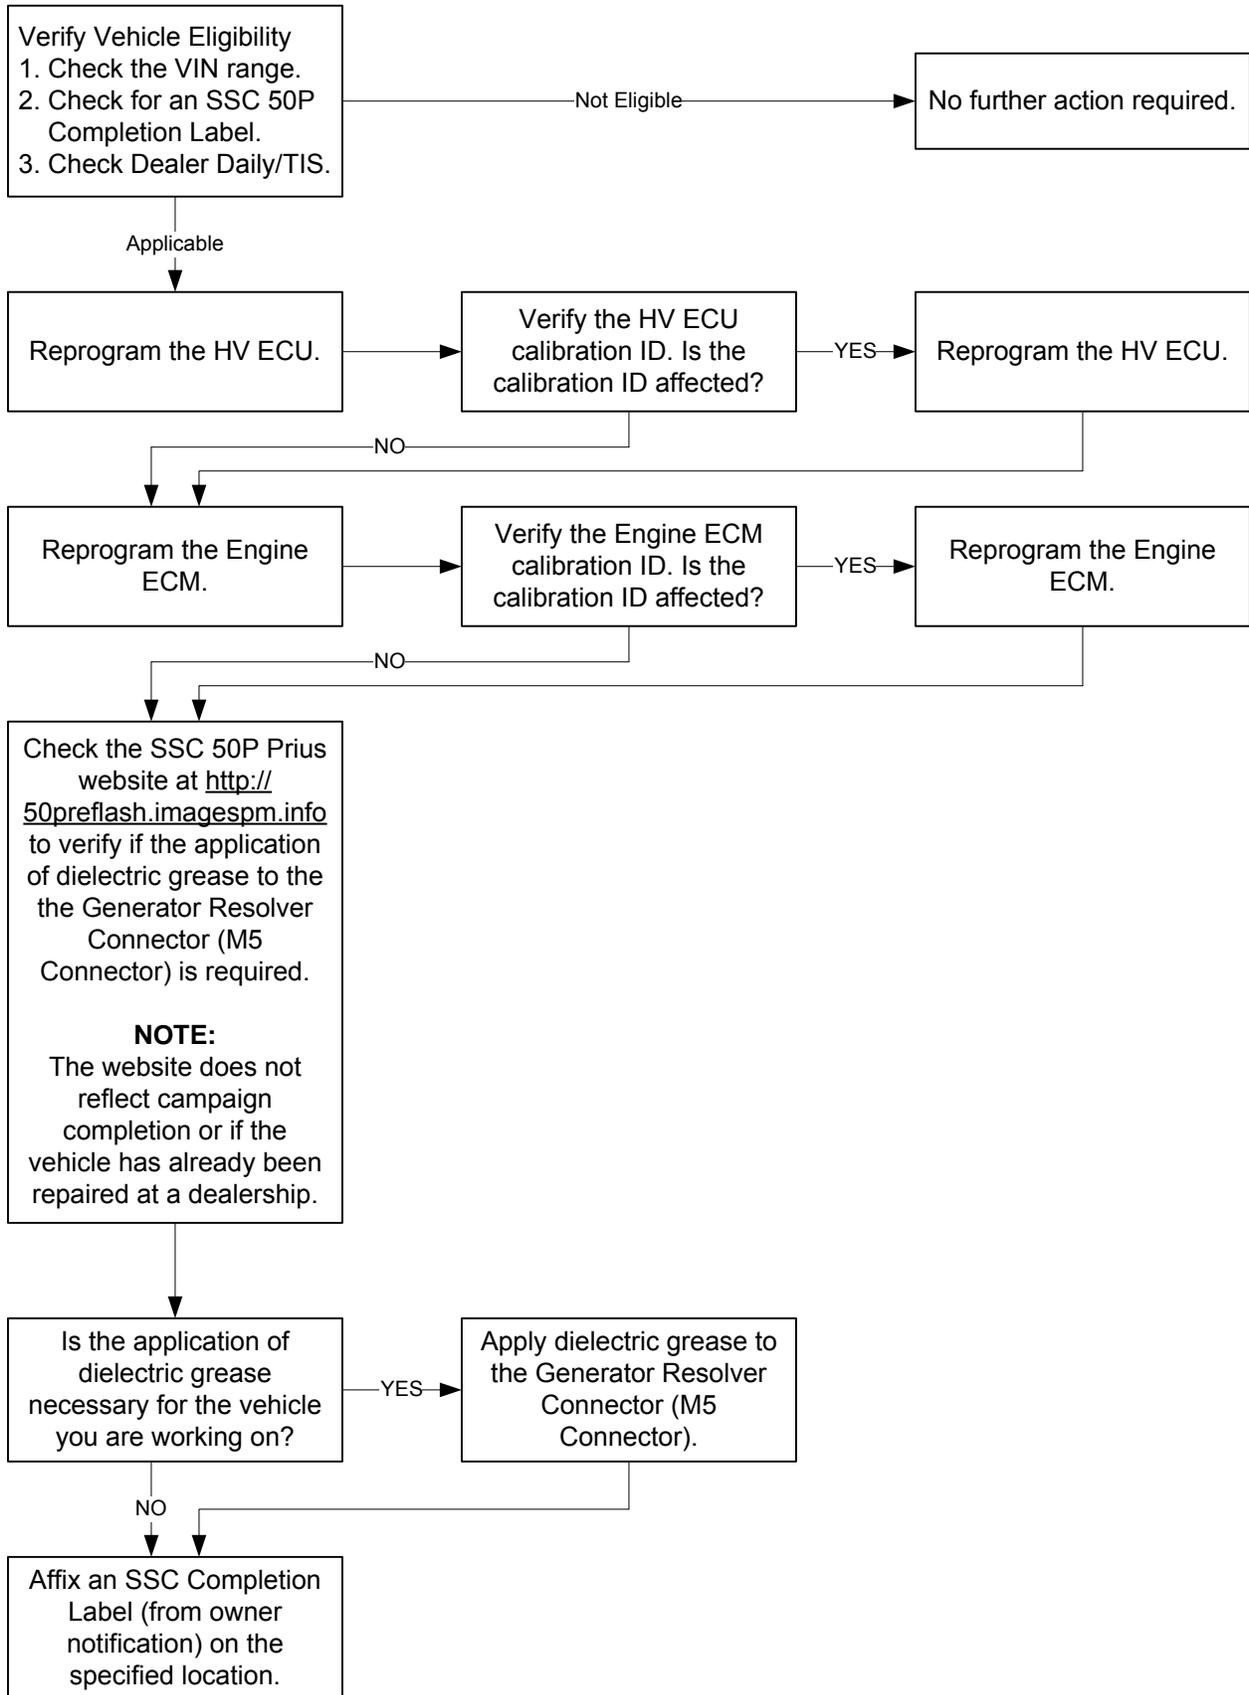 Verify Vehicle Eligibility
1. Check the VIN range.
2. Check for an SSC 50P
Completion Label.
3. Check Dealer Daily/TIS.
Not Eligible
No further action required.
Applicable
Reprogram the HV ECU.
Verify the HV ECU
calibration ID. Is the
calibration ID affected?
YES
Reprogram the HV ECU.
NO
Reprogram the Engine
ECM.
Verify the Engine ECM
calibration ID. Is the
calibration ID affected?
YES
Reprogram the Engine
ECM.
NO
Check the SSC 50P Prius
website at http://
50preflash.imagespm.info
to verify if the application
of dielectric grease to the
the Generator Resolver
Connector (M5
Connector) is required.
NOTE:
The website does not
reflect campaign
completion or if the
vehicle has already been
repaired at a dealership.
Is the application of
dielectric grease
necessary for the vehicle
you are working on?
YES
Apply dielectric grease to
the Generator Resolver
Connector (M5
Connector).
NO
Affix an SSC Completion
Label (from owner
notification) on the
specified location.